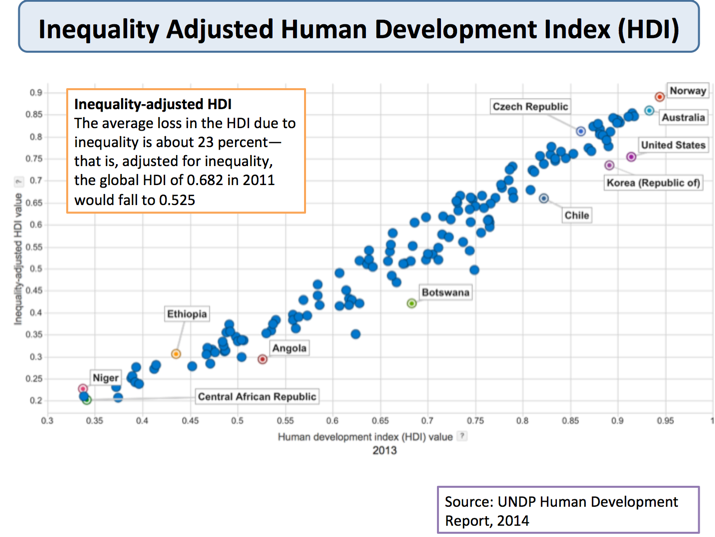 Inequality Adjusted Human Development Index (HDI)
Inequality-adjusted HDI
The average loss in the HDI due to
inequality is about 23 percent—
that is, adjusted for inequality,
the global HDI of 0.682 in 2011
would fall to 0.525
Inequality-adjusted HDI value ?
0.9
0.85
0.8
0.75
0.7
0.65
0.6
0.55
0.5
0.45
0.4
0.35
0.3
0.25
0.2
Norway
Czech Republic
Australia
United States
Korea (Republic of)
Chile
Botswana
Ethiopia
Angola
Niger
Central African Republic
0.3 0.35 0.4 0.45 0.5 0.55 0.6 0.65 0.7 0.75 0.8 0.85 0.9 0.95 1
Human development index (HDI) value ?
2013
Source: UNDP Human Development
Report, 2014